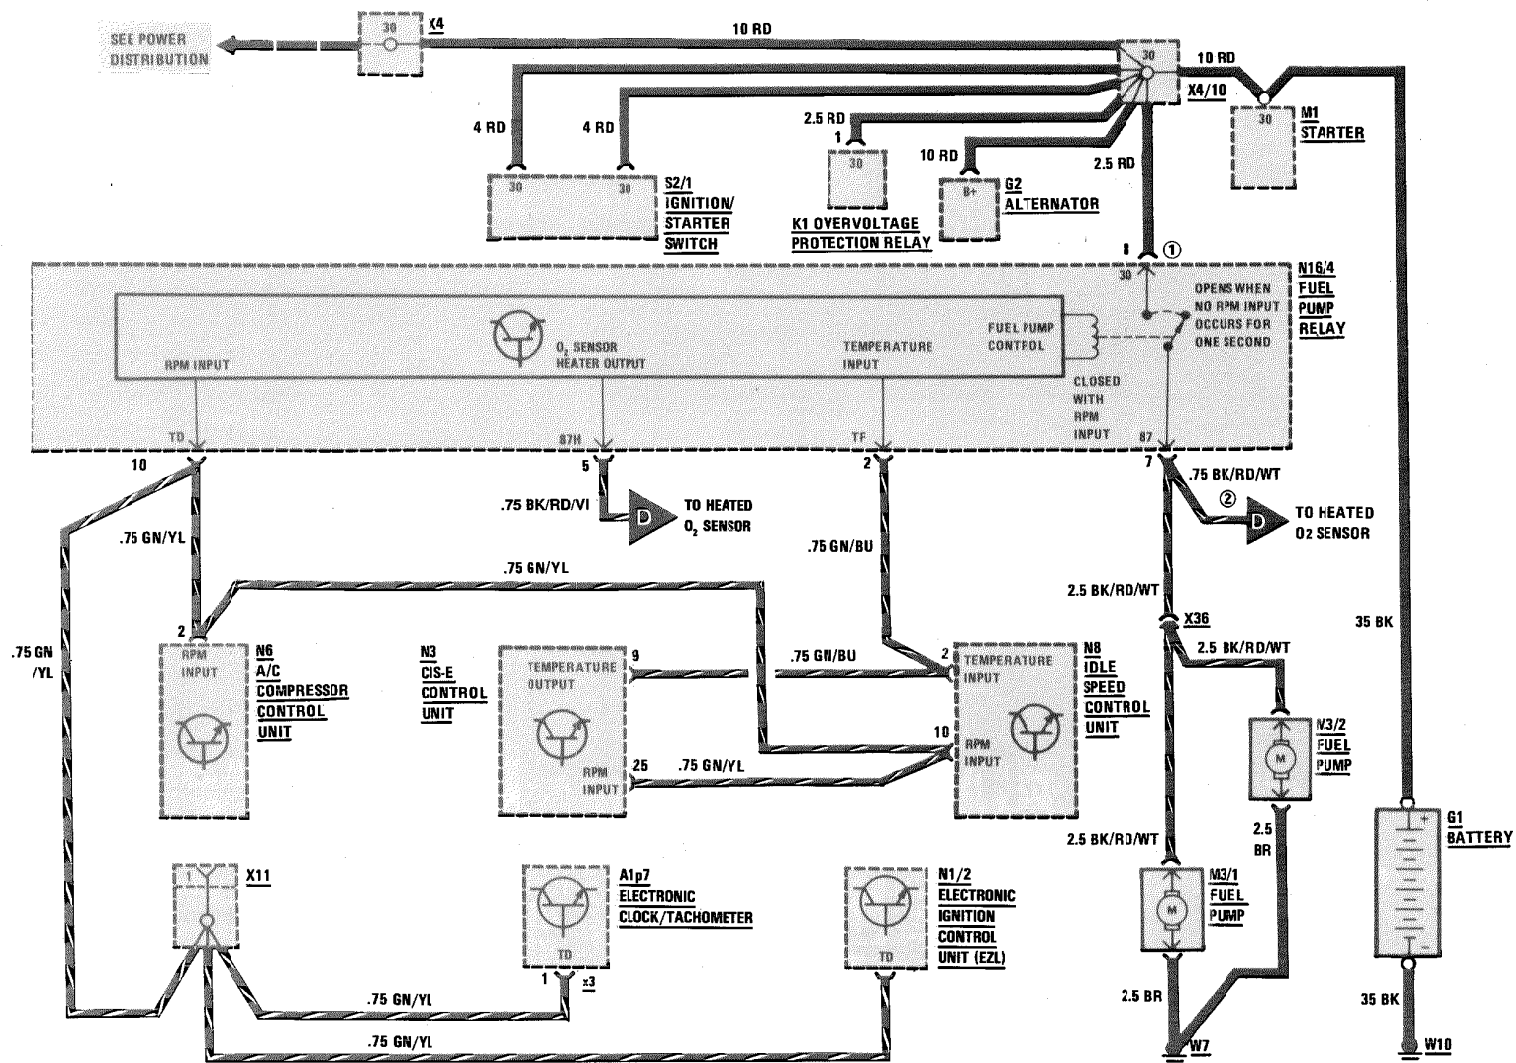 30
X4
10 RD
SEE POWER
DISTRIBUTION
30
10 RD
X4/10
M1
STARTER
30
4 RD
4 RD
2.5 RD
1
30
10 RD
2.5 RD
30
30
S2/1
IGNITION/
STARTER
SWITCH
K1 OVERVOLTAGE
PROTECTION RELAY
B+
G2
ALTERNATOR
8
①
30
N16/4
FUEL
PUMP
RELAY
OPENS WHEN
NO RPM INPUT
OCCURS FOR
ONE SECOND
RPM INPUT
O2 SENSOR
HEATER OUTPUT
TEMPERATURE
INPUT
FUEL PUMP
CONTROL
CLOSED
WITH
RPM
INPUT
TD
87H
TF
87
10
5
2
7
.75 BK/RD/VI
D
TO HEATED
O2 SENSOR
.75 BK/RD/WT
②
D
TO HEATED
O2 SENSOR
.75 GN/YL
.75 GN/BU
.75 GN/YL
2.5 BK/RD/WT
X36
2.5 BK/RD/WT
35 BK
.75 GN
/YL
2
RPM
INPUT
N6
A/C
COMPRESSOR
CONTROL
UNIT
N3
CIS-E
CONTROL
UNIT
TEMPERATURE
OUTPUT
9
.75 GN/BU
2
TEMPERATURE
INPUT
N8
IDLE
SPEED
CONTROL
UNIT
10
RPM
INPUT
RPM
INPUT
25
.75 GN/YL
M3/2
FUEL
PUMP
M
2.5
BR
2.5 BK/RD/WT
G1
BATTERY
+
-
1
X11
A1p7
ELECTRONIC
CLOCK/TACHOMETER
TD
1
x3
N1/2
ELECTRONIC
IGNITION
CONTROL
UNIT (EZL)
TD
M3/1
FUEL
PUMP
M
.75 GN/YL
.75 GN/YL
2.5 BR
35 BK
W7
W10